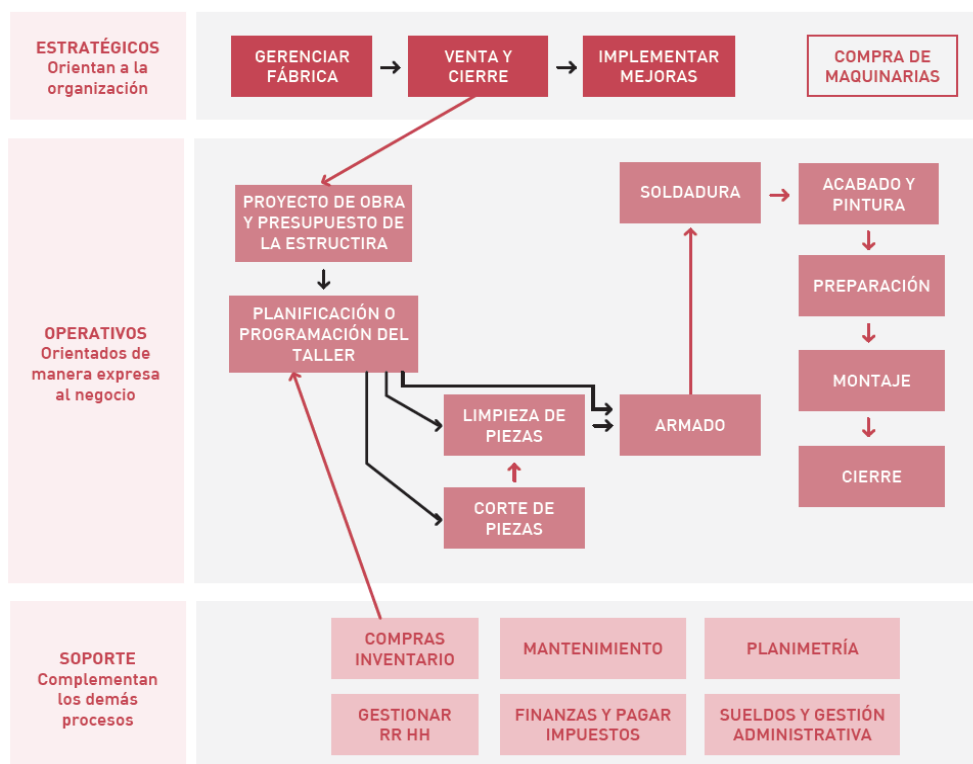 ESTRATÉGICOS
Orientan a la
organización
GERENCIAR
FÁBRICA
VENTA Y
CIERRE
IMPLEMENTAR
MEJORAS
COMPRA DE
MAQUINARIAS
OPERATIVOS
Orientados de
manera expresa
al negocio
PROYECTO DE OBRA
Y PRESUPUESTO DE
LA ESTRUCTIRA
PLANIFICACIÓN O
PROGRAMACIÓN DEL
TALLER
LIMPIEZA DE
PIEZAS
CORTE DE
PIEZAS
ARMADO
SOLDADURA
ACABADO Y
PINTURA
PREPARACIÓN
MONTAJE
CIERRE
SOPORTE
Complementan
los demás
procesos
COMPRAS
INVENTARIO
MANTENIMIENTO
PLANIMETRÍA
GESTIONAR
RR HH
FINANZAS Y PAGAR
IMPUESTOS
SUELDOS Y GESTIÓN
ADMINISTRATIVA